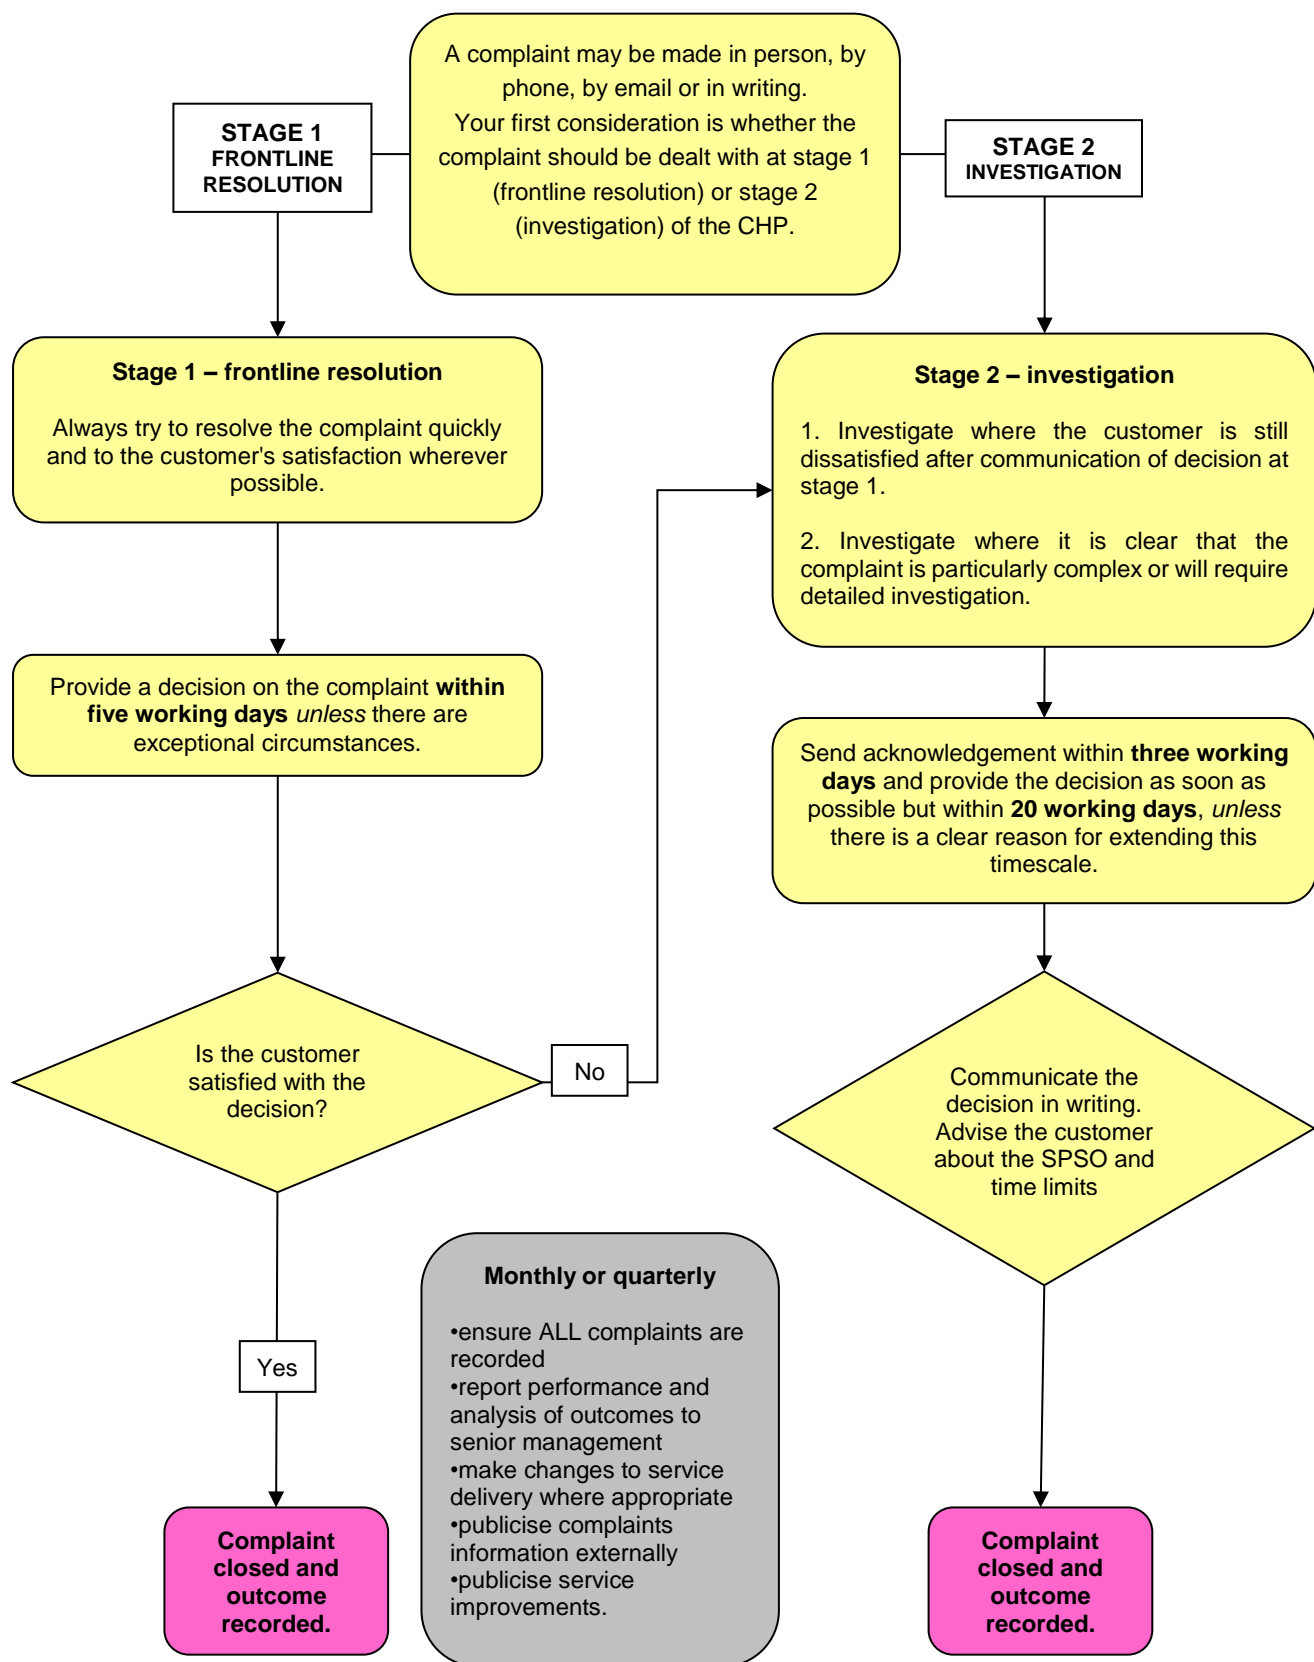 A complaint may be made in person, by
phone, by email or in writing.
Your first consideration is whether the
complaint should be dealt with at stage 1
(frontline resolution) or stage 2
(investigation) of the CHP.
STAGE 1
FRONTLINE
RESOLUTION
STAGE 2
INVESTIGATION
Stage 1 – frontline resolution
Always try to resolve the complaint quickly
and to the customer's satisfaction wherever
possible.
Provide a decision on the complaint within
five working days unless there are
exceptional circumstances.
Is the customer
satisfied with the
decision?
No
Yes
Complaint
closed and
outcome
recorded.
Stage 2 – investigation
1. Investigate where the customer is still
dissatisfied after communication of decision at
stage 1.
2. Investigate where it is clear that the
complaint is particularly complex or will require
detailed investigation.
Send acknowledgement within three working
days and provide the decision as soon as
possible but within 20 working days, unless
there is a clear reason for extending this
timescale.
Communicate the
decision in writing.
Advise the customer
about the SPSO and
time limits
Complaint
closed and
outcome
recorded.
Monthly or quarterly
•ensure ALL complaints are
recorded
•report performance and
analysis of outcomes to
senior management
•make changes to service
delivery where appropriate
•publicise complaints
information externally
•publicise service
improvements.